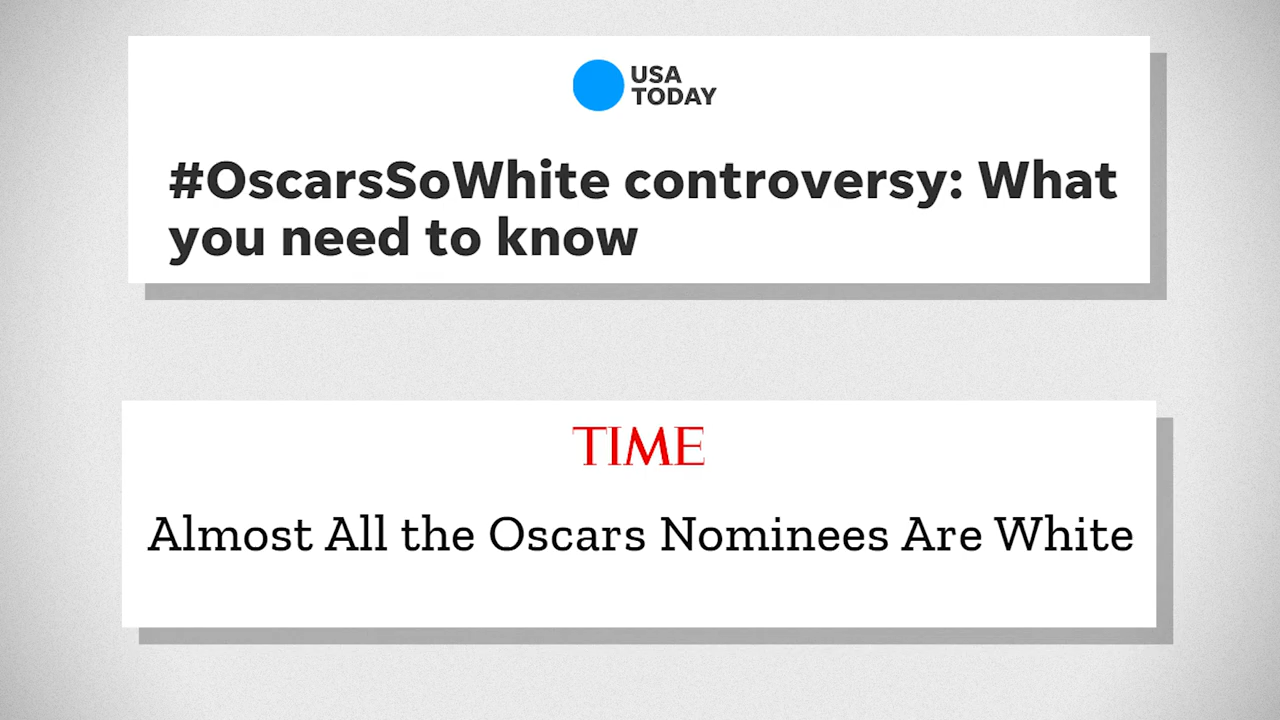 USA
TODAY
#OscarsSoWhite controversy: What
you need to know
TIME
Almost All the Oscars Nominees Are White